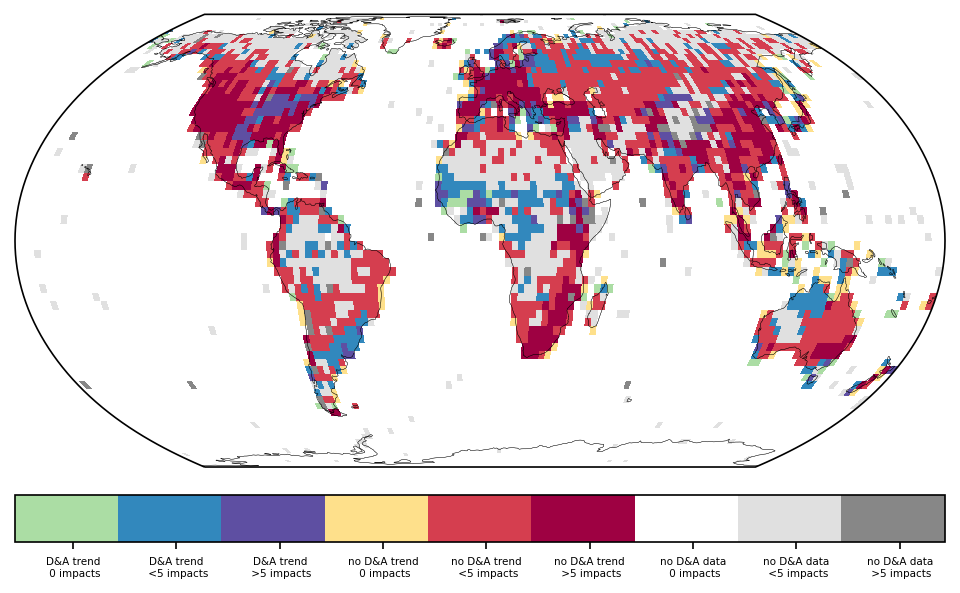 D&A trend
0 impacts
D&A trend
<5 impacts
D&A trend
>5 impacts
no D&A trend
0 impacts
no D&A trend
<5 impacts
no D&A trend
>5 impacts
no D&A data
0 impacts
no D&A data
<5 impacts
no D&A data
>5 impacts